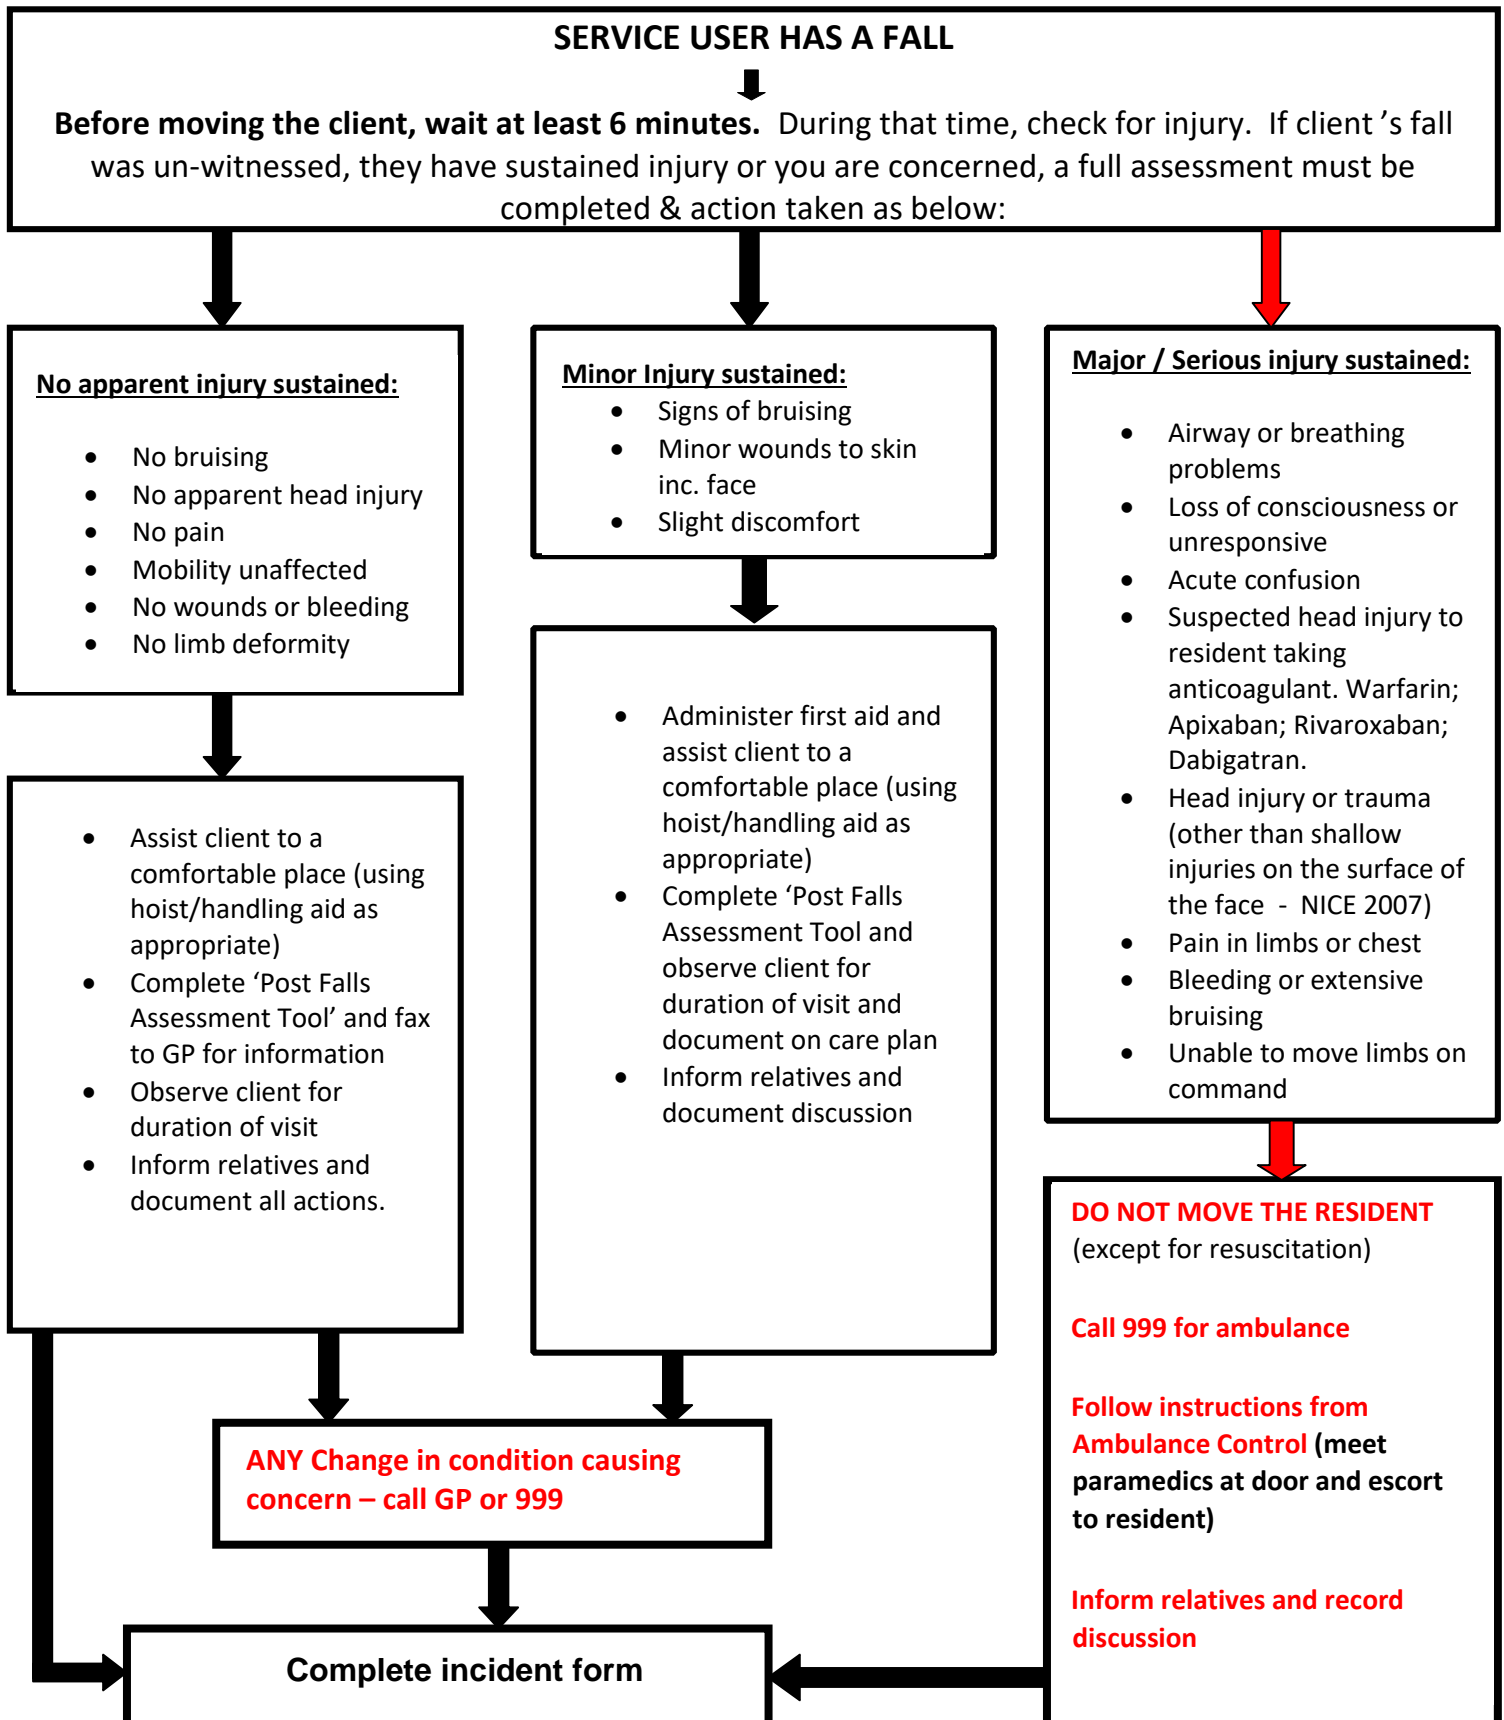 SERVICE USER HAS A FALL
Before moving the client, wait at least 6 minutes. During that time, check for injury. If client 's fall
was un-witnessed, they have sustained injury or you are concerned, a full assessment must be
completed & action taken as below:
No apparent injury sustained:
• No bruising
• No apparent head injury
• No pain
• Mobility unaffected
• No wounds or bleeding
• No limb deformity
• Assist client to a
comfortable place (using
hoist/handling aid as
appropriate)
• Complete ‘Post Falls
Assessment Tool’ and fax
to GP for information
• Observe client for
duration of visit
• Inform relatives and
document all actions.
Minor Injury sustained:
• Signs of bruising
• Minor wounds to skin
inc. face
• Slight discomfort
• Administer first aid and
assist client to a
comfortable place (using
hoist/handling aid as
appropriate)
• Complete ‘Post Falls
Assessment Tool and
observe client for
duration of visit and
document on care plan
• Inform relatives and
document discussion
Major / Serious injury sustained:
• Airway or breathing
problems
• Loss of consciousness or
unresponsive
• Acute confusion
• Suspected head injury to
resident taking
anticoagulant. Warfarin;
Apixaban; Rivaroxaban;
Dabigatran.
• Head injury or trauma
(other than shallow
injuries on the surface of
the face - NICE 2007)
• Pain in limbs or chest
• Bleeding or extensive
bruising
• Unable to move limbs on
command
DO NOT MOVE THE RESIDENT
(except for resuscitation)
Call 999 for ambulance
Follow instructions from
Ambulance Control (meet
paramedics at door and escort
to resident)
Inform relatives and record
discussion
ANY Change in condition causing
concern – call GP or 999
Complete incident form